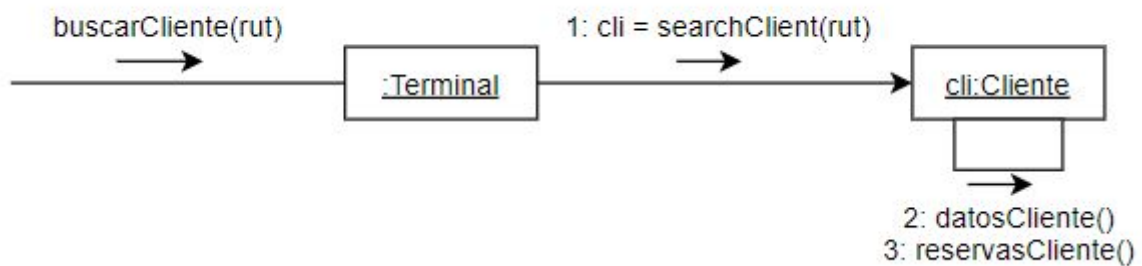 buscarCliente(rut)
1: cli = searchClient(rut)
:Terminal
cli:Cliente
2: datosCliente()
3: reservasCliente()